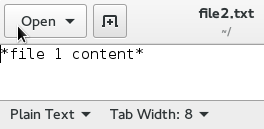 Open
file2.txt
~/
*file 1 content*
Plain Text Tab Width: 8